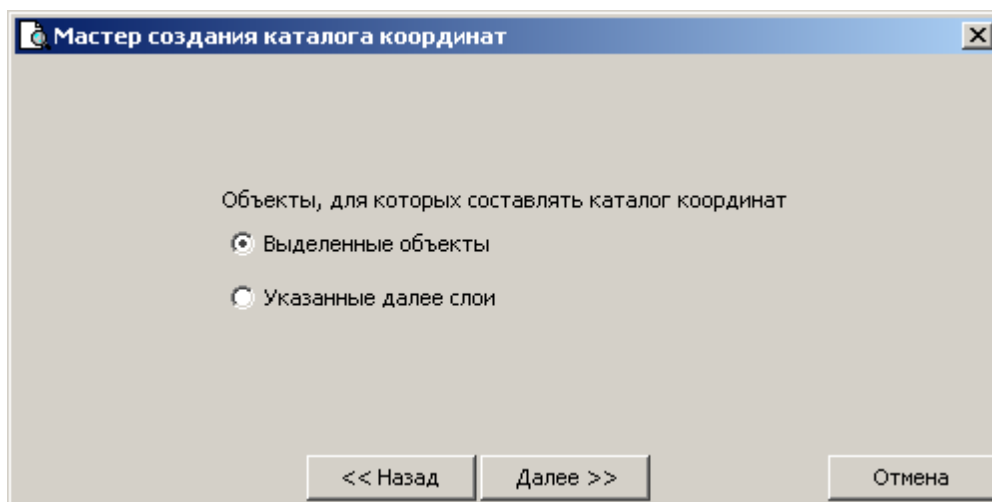 Мастер создания каталога координат
Объекты, для которых составлять каталог координат
Выделенные объекты
Указанные далее слои
<< Назад Далее >> Отмена